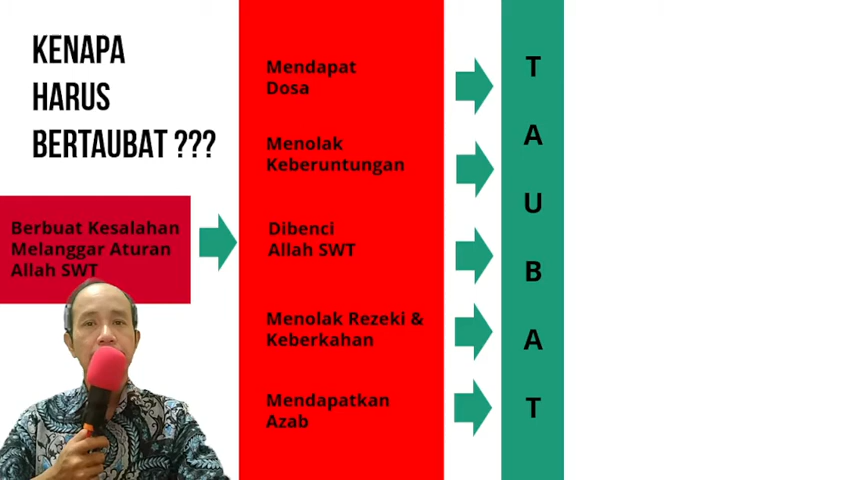 KENAPA
HARUS
BERTAUBAT ???
Berbuat Kesalahan
Melanggar Aturan
Allah SWT
Mendapat
Dosa
Menolak
Keberuntungan
Dibenci
Allah SWT
Menolak Rezeki &
Keberkahan
Mendapatkan
Azab
T
A
U
B
A
T